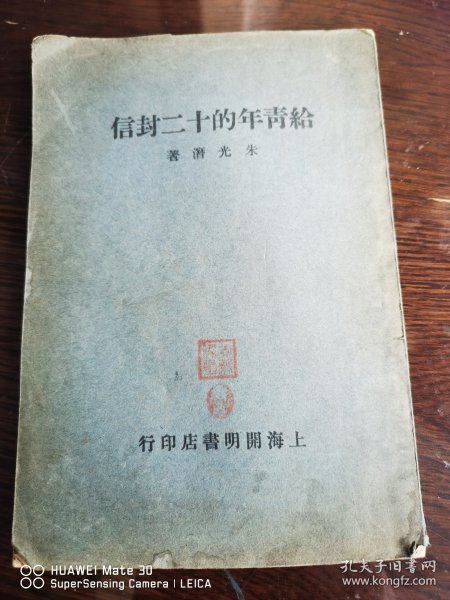 給青年的十二封信
朱光潛著
上海開明書店印行
HUAWEI Mate 30
SuperSensing Camera | LEICA
孔夫子旧书网
www.kongfz.com